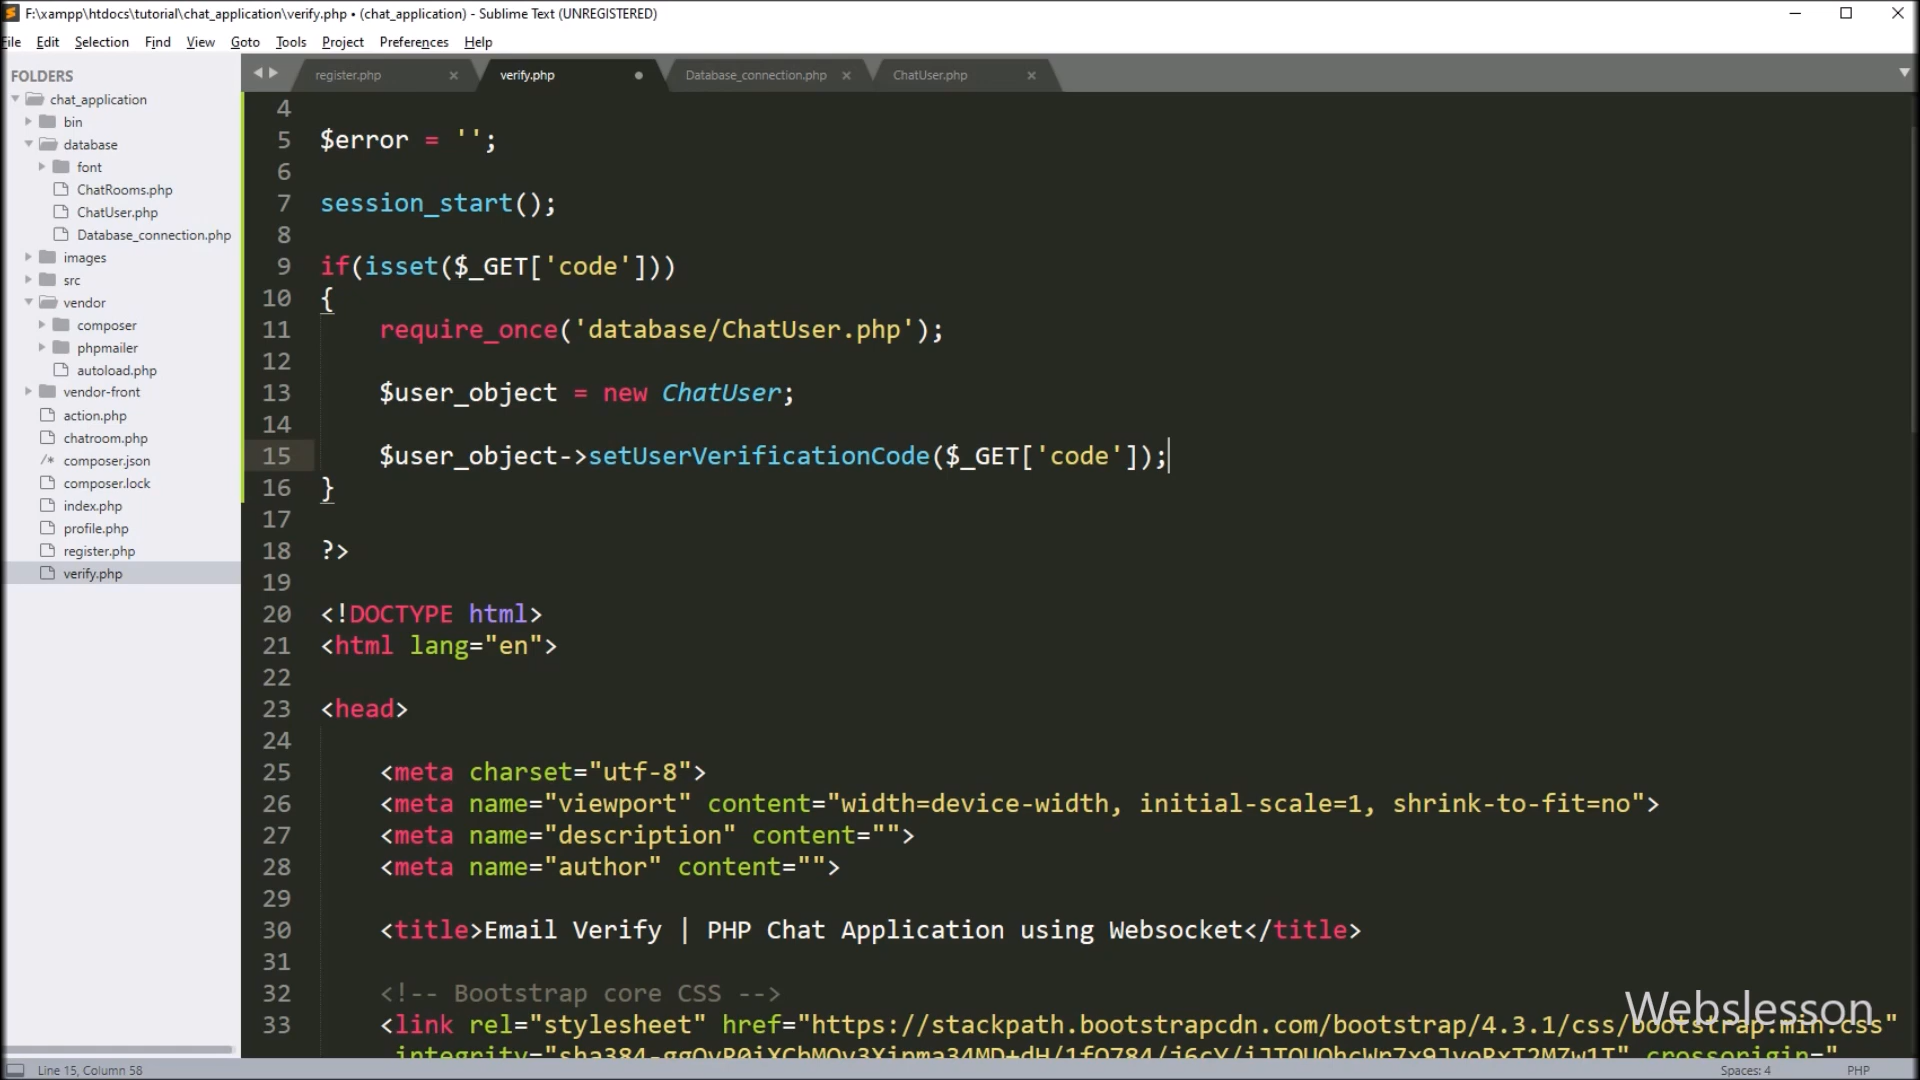 F:\xampp\htdocs\tutorial\chat_application\verify.php • (chat_application) - Sublime Text (UNREGISTERED)
File Edit Selection Find View Goto Tools Project Preferences Help
FOLDERS
chat_application
bin
database
font
ChatRooms.php
ChatUser.php
Database_connection.php
images
src
vendor
composer
phpmailer
autoload.php
vendor-front
action.php
chatroom.php
/* composer.json
composer.lock
index.php
profile.php
register.php
verify.php
register.php verify.php Database_connection.php ChatUser.php
4
5 $error = '';
6
7 session_start();
8
9 if(isset($_GET['code']))
10 {
11 require_once('database/ChatUser.php');
12
13 $user_object = new ChatUser;
14
15 $user_object->setUserVerificationCode($_GET['code']);
16 }
17
18 ?>
19
20 <!DOCTYPE html>
21 <html lang="en">
22
23 <head>
24
25 <meta charset="utf-8">
26 <meta name="viewport" content="width=device-width, initial-scale=1, shrink-to-fit=no">
27 <meta name="description" content="">
28 <meta name="author" content="">
29
30 <title>Email Verify | PHP Chat Application using Websocket</title>
31
32 <!-- Bootstrap core CSS -->
33 <link rel="stylesheet" href="https://stackpath.bootstrapcdn.com/bootstrap/4.3.1/css/bootstrap.min.css"
Webslesson
Line 15, Column 58 Spaces: 4 PHP